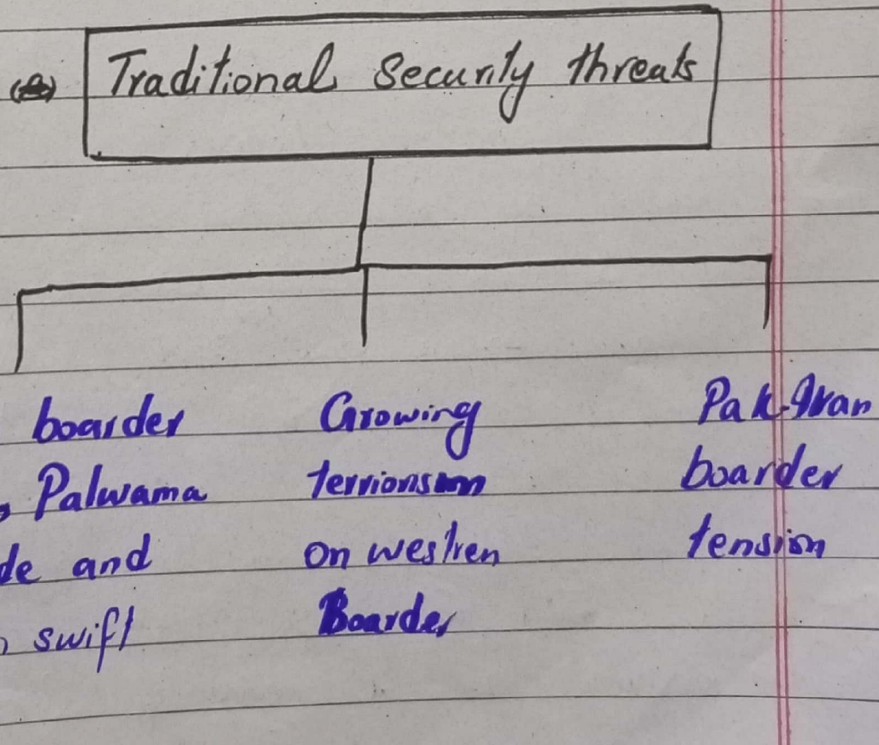 Traditional Security threats
boarder
Palwama
de and
swift
Growing
terrionsm
on westren
Boarder
Pak-Iran
boarder
tension